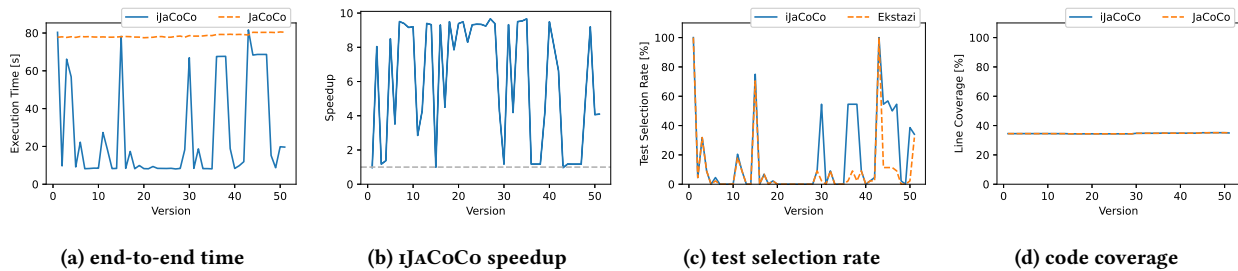 iJaCoCo JaCoCo
Execution Time [s]
80
60
40
20
0
0 10 20 30 40 50
Version
(a) end-to-end time
Speedup
10
8
6
4
2
0
0 10 20 30 40 50
Version
(b) iJaCoCo speedup
iJaCoCo Ekstazi
Test Selection Rate [%]
100
80
60
40
20
0
0 10 20 30 40 50
Version
(c) test selection rate
iJaCoCo JaCoCo
Line Coverage [%]
100
80
60
40
20
0
0 10 20 30 40 50
Version
(d) code coverage